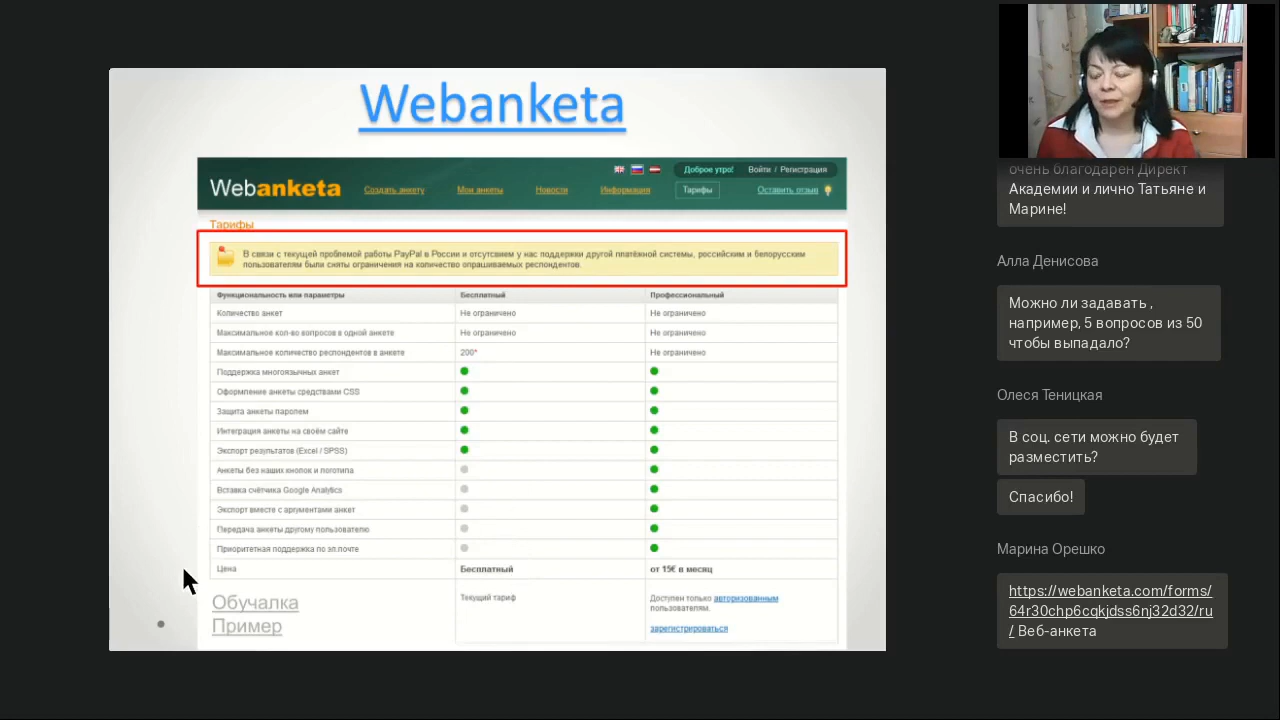 Webanketa
Доброе утро! Войти / Регистрация
Webanketa Создать анкету Мои анкеты Новости Информация Тарифы Оставить отзыв
Тарифы
В связи с текущей проблемой работы PayPal в России и отсутсвием у нас поддержки другой платёжной системы, российским и белорусским
пользователям были сняты ограничения на количество опрашиваемых респондентов.
Функциональность или параметры Бесплатный Профессиональный
Количество анкет Не ограничено Не ограничено
Максимальное кол-во вопросов в одной анкете Не ограничено Не ограничено
Максимальное количество респондентов в анкете 200* Не ограничено
Поддержка многоязычных анкет
Оформление анкеты средствами CSS
Защита анкеты паролем
Интеграция анкеты на своём сайте
Экспорт результатов (Excel / SPSS)
Анкеты без наших кнопок и логотипа
Вставка счётчика Google Analytics
Экспорт вместе с аргументами анкет
Передача анкеты другому пользователю
Приоритетная поддержка по эл.почте
Цена Бесплатный от 15€ в месяц
Текущий тариф Доступен только авторизованным
пользователям.
зарегистрироваться
Обучалка
Пример
очень благодарен Директ
Академии и лично Татьяне и
Марине!
Алла Денисова
Можно ли задавать ,
например, 5 вопросов из 50
чтобы выпадало?
Олеся Теницкая
В соц. сети можно будет
разместить?
Спасибо!
Марина Орешко
https://webanketa.com/forms/
64r30chp6cqkjdss6nj32d32/ru
/ Веб-анкета